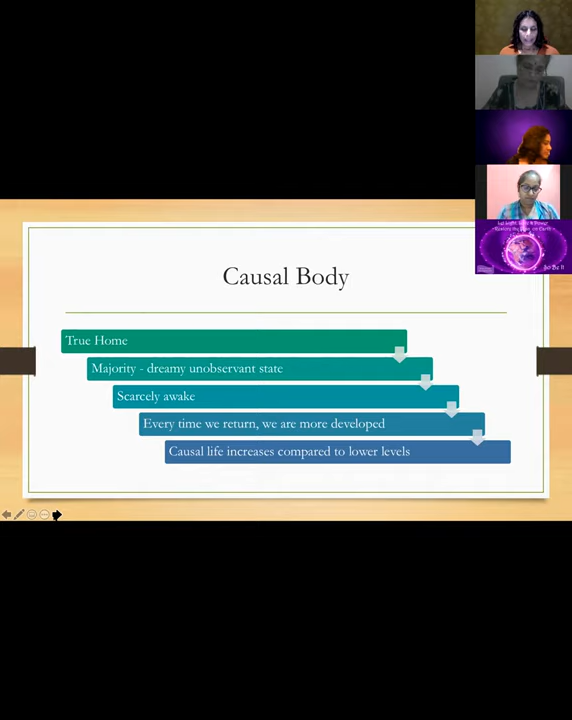 Causal Body
True Home
Majority - dreamy unobservant state
Scarcely awake
Every time we return, we are more developed
Causal life increases compared to lower levels
So Be It